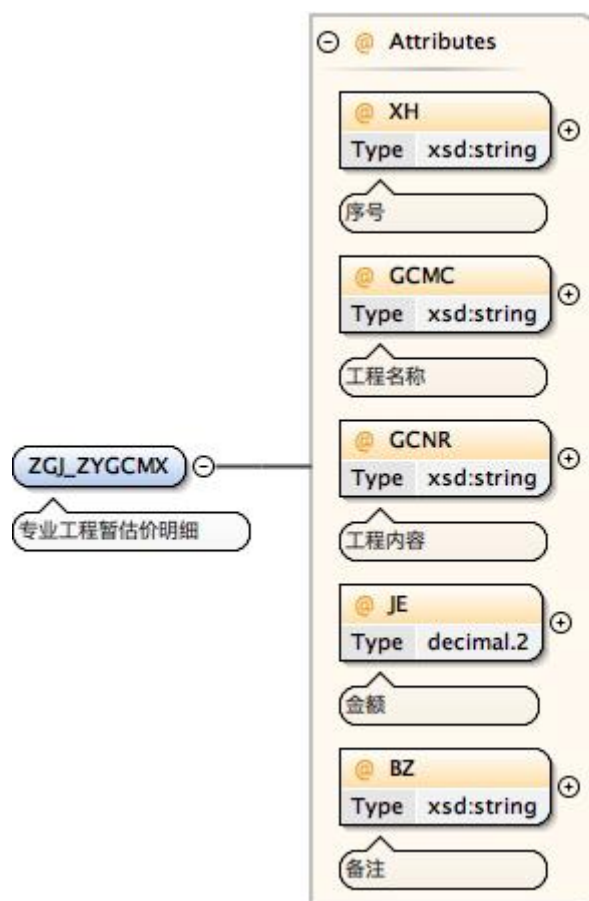 @ Attributes
@ XH
Type xsd:string
序号
@ GCMC
Type xsd:string
工程名称
@ GCNR
Type xsd:string
工程内容
ZGJ_ZYGCMX
专业工程暂估价明细
@ JE
Type decimal.2
金额
@ BZ
Type xsd:string
备注